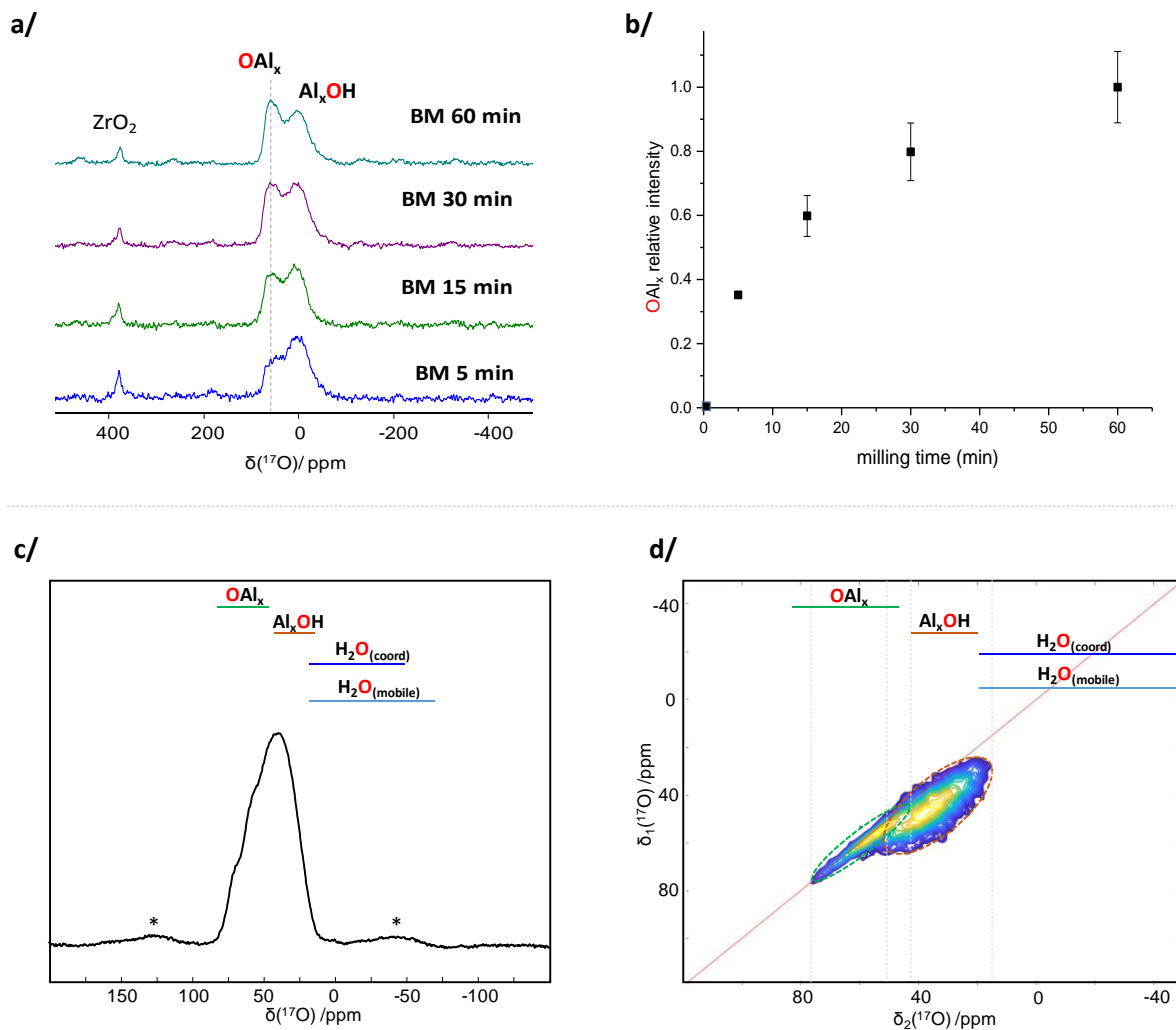 a/
OAlₓ
AlₓOH
ZrO₂
BM 60 min
BM 30 min
BM 15 min
BM 5 min
400 200 0 -200 -400
δ(¹⁷O)/ ppm
b/
OAlₓ relative intensity
1.0
0.8
0.6
0.4
0.2
0.0
0 10 20 30 40 50 60
milling time (min)
c/
OAlₓ
AlₓOH
H₂O(coord)
H₂O(mobile)
* *
150 100 50 0 -50 -100
δ(¹⁷O) /ppm
d/
OAlₓ
AlₓOH
H₂O(coord)
H₂O(mobile)
δ₁(¹⁷O) /ppm
-40
0
40
80
80 40 0 -40
δ₂(¹⁷O) /ppm